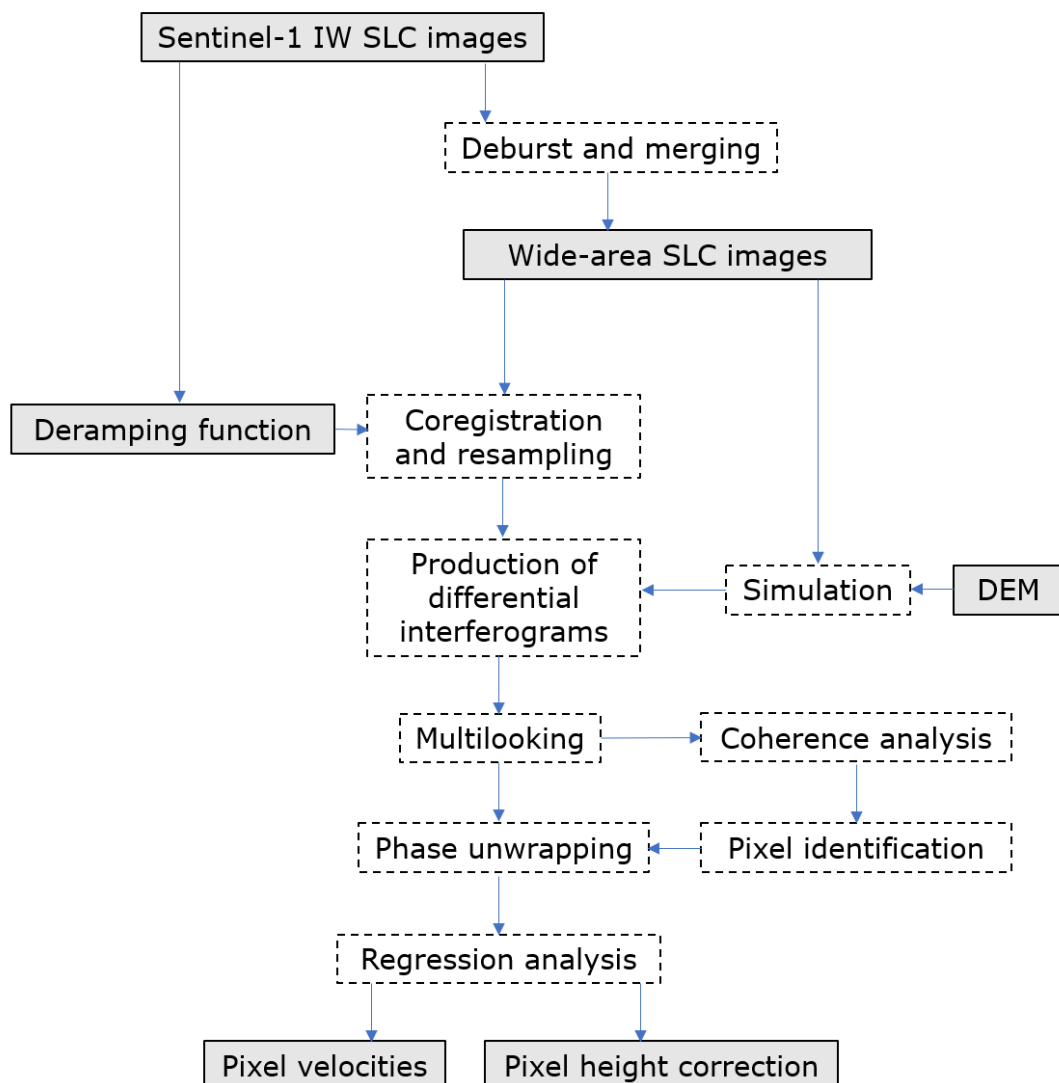 Sentinel-1 IW SLC images
Deburst and merging
Wide-area SLC images
Deramping function
Coregistration
and resampling
Production of
differential
interferograms
Simulation
DEM
Multilooking
Coherence analysis
Phase unwrapping
Pixel identification
Regression analysis
Pixel velocities
Pixel height correction